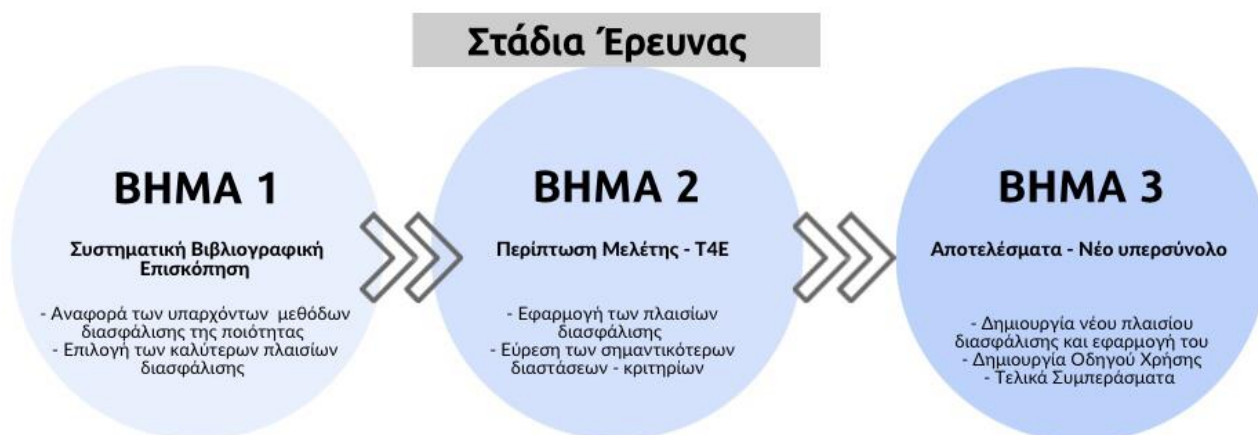 Στάδια Έρευνας
ΒΗΜΑ 1
Συστηματική Βιβλιογραφική
Επισκόπηση
- Αναφορά των υπαρχόντων μεθόδων
διασφάλισης της ποιότητας
- Επιλογή των καλύτερων πλαισίων
διασφάλισης
ΒΗΜΑ 2
Περίπτωση Μελέτης - T4E
- Εφαρμογή των πλαισίων
διασφάλισης
- Εύρεση των σημαντικότερων
διαστάσεων - κριτηρίων
ΒΗΜΑ 3
Αποτελέσματα - Νέο υπερσύνολο
- Δημιουργία νέου πλαισίου
διασφάλισης και εφαρμογή του
- Δημιουργία Οδηγού Χρήσης
- Τελικά Συμπεράσματα